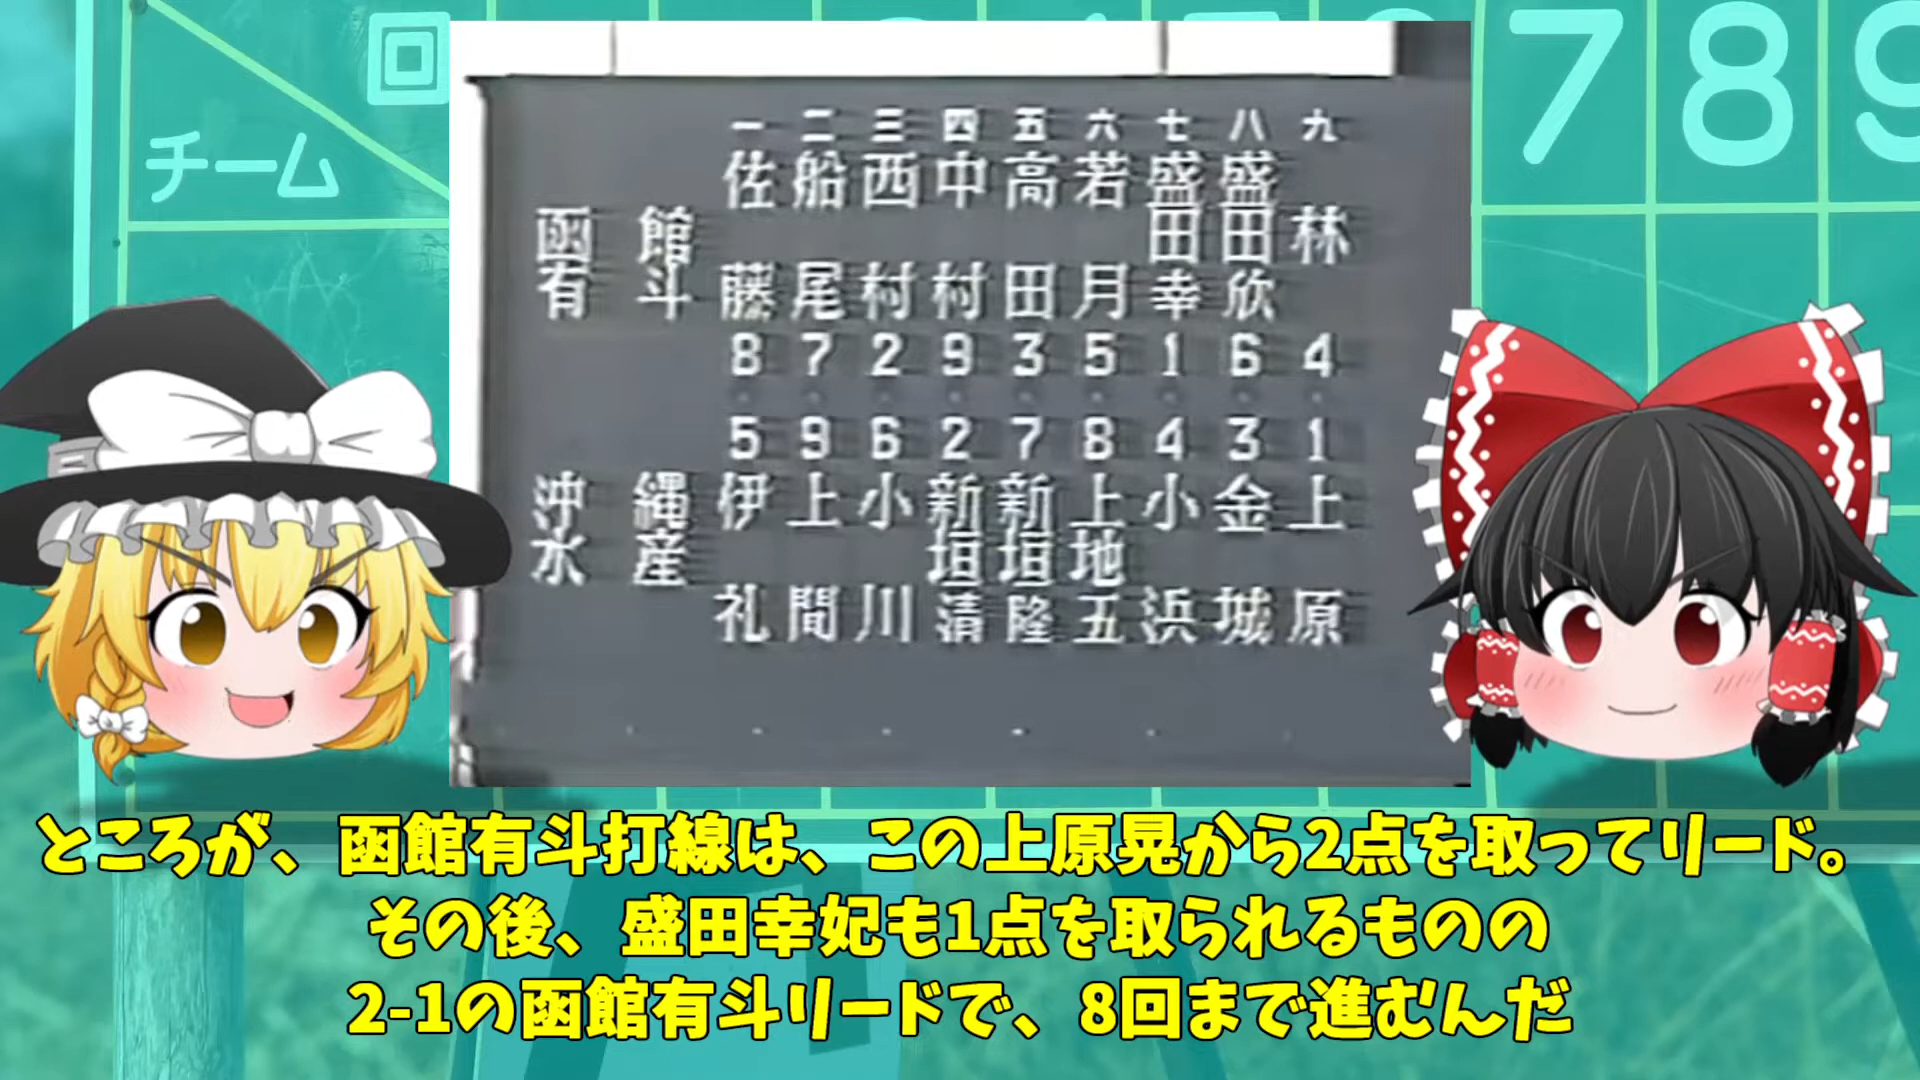 回 7 8 9
チーム
一 二 三 四 五 六 七 八 九
函館有斗
佐藤 船尾 西村 中村 高田 若月 盛田幸 盛田欣 林
8 7 2 9 3 5 1 6 4
5 9 6 2 7 8 4 3 1
沖縄水産
伊礼 上間 小川 新垣清 新垣隆 上地五 小浜 金城 上原
ところが、函館有斗打線は、この上原晃から2点を取ってリード。
その後、盛田幸妃も1点を取られるものの
2-1の函館有斗リードで、8回まで進むんだ